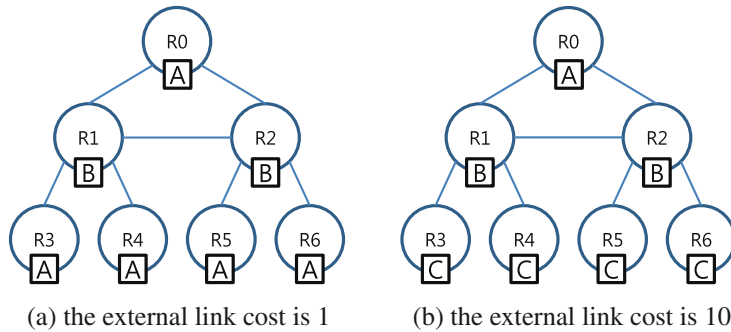 R0 R0
A A
R1 R2 R1 R2
B B B B
R3 R4 R5 R6 R3 R4 R5 R6
A A A A C C C C
(a) the external link cost is 1 (b) the external link cost is 10